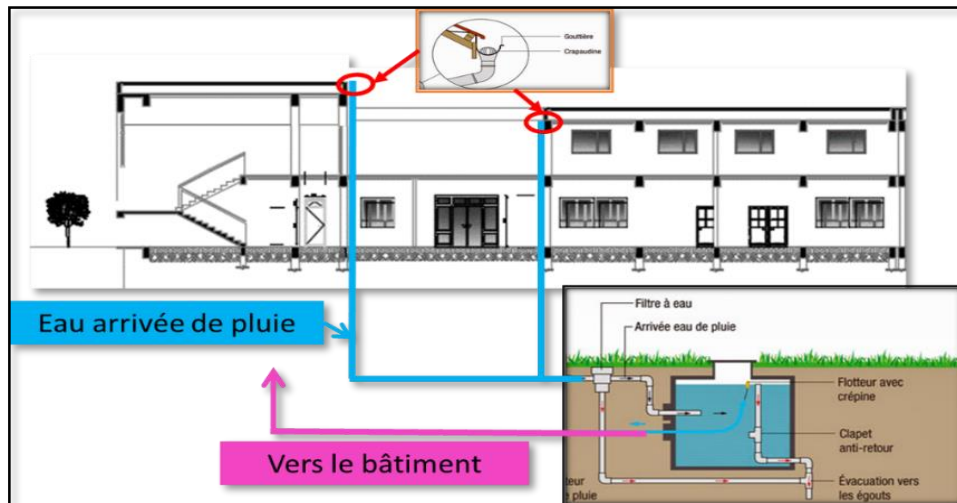 Gouttière
Crapaudine
Eau arrivée de pluie
Filtre à eau
Arrivée eau de pluie
Flotteur avec
crépine
Clapet
anti-retour
Vers le bâtiment
Évacuation vers
les égouts
teur
de pluie